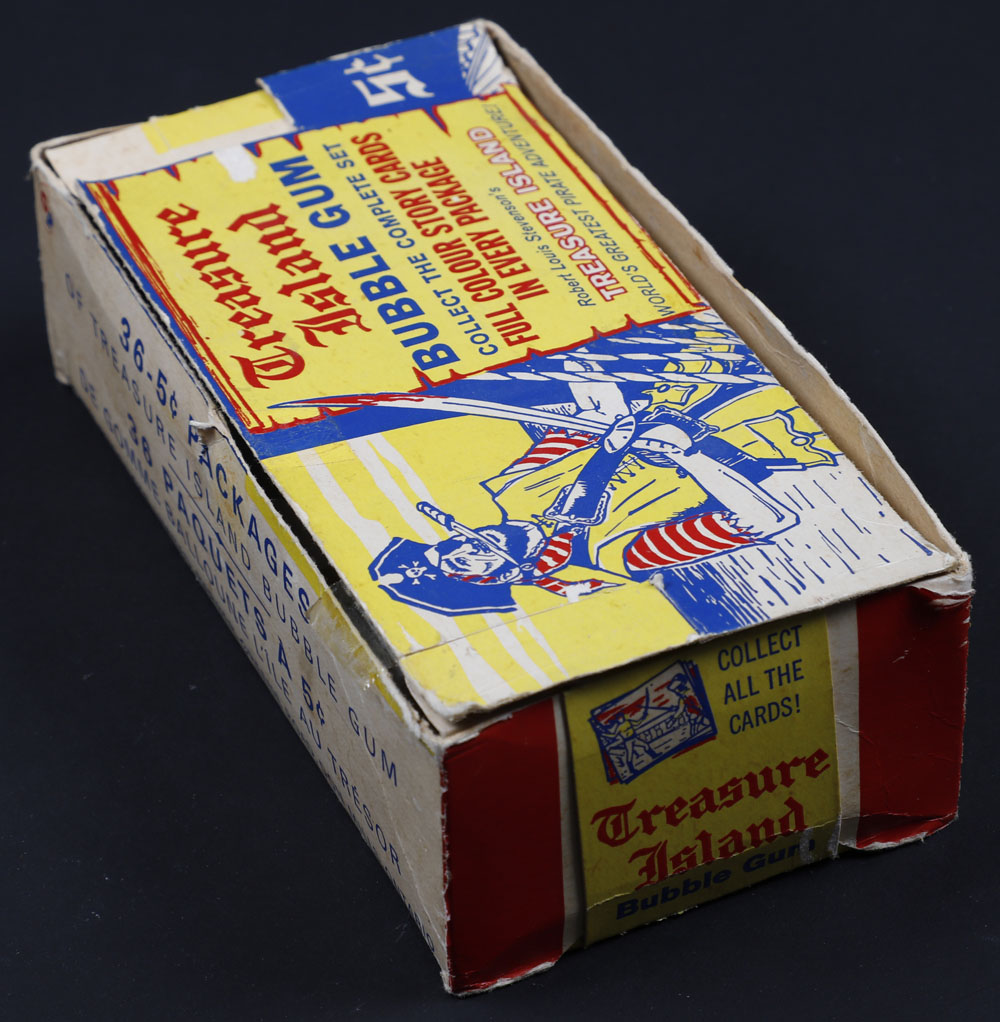 5¢
Treasure
Island
BUBBLE GUM
COLLECT THE COMPLETE SET
FULL COLOUR STORY CARDS
IN EVERY PACKAGE
Robert Louis Stevenson's
TREASURE ISLAND
WORLD'S GREATEST PIRATE ADVENTURE!
36-5¢ PACKAGES
OF TREASURE ISLAND BUBBLE GUM
36 PAQUETS A 5¢
DE GOMME BALLOUNE L'ILE AU TRÉSOR
COLLECT
ALL THE
CARDS!
Treasure
Island
Bubble Gum